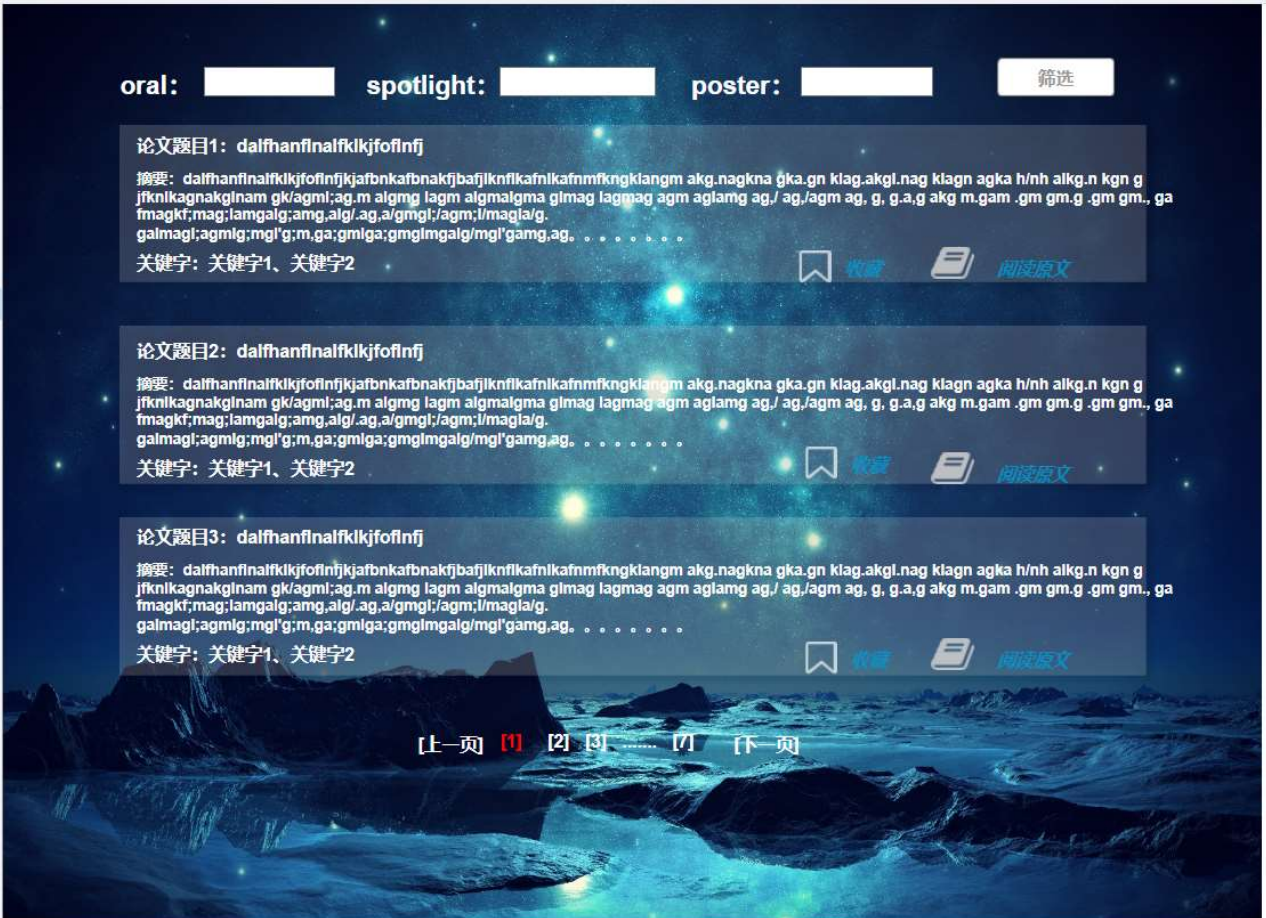 oral： spotlight： poster： 筛选
论文题目1：dalfhanflnalfklkjfoflnfj
摘要：dalfhanflnalfklkjfoflnfjkjafbnkafbnakfjbafjlknflkafnlkafnmfkngklangm akg.nagkna gka.gn klag.akgl.nag klagn agka h/nh alkg.n kgn g
jfknlkagnakglnam gk/agml;ag.m algmg lagm algmalgma glmag lagmag agm aglamg ag,/ ag,/agm ag, g, g.a,g akg m.gam .gm gm.g .gm gm., ga
fmagkf;mag;lamgalg;amg,alg/.ag,a/gmgl;/agm;l/magla/g.
galmagl;agmlg;mgl'g;m,ga;gmlga;gmglmgalg/mgl'gamg,ag。。。。。。。。
关键字：关键字1、关键字2 收藏 阅读原文
论文题目2：dalfhanflnalfklkjfoflnfj
摘要：dalfhanflnalfklkjfoflnfjkjafbnkafbnakfjbafjlknflkafnlkafnmfkngklangm akg.nagkna gka.gn klag.akgl.nag klagn agka h/nh alkg.n kgn g
jfknlkagnakglnam gk/agml;ag.m algmg lagm algmalgma glmag lagmag agm aglamg ag,/ ag,/agm ag, g, g.a,g akg m.gam .gm gm.g .gm gm., ga
fmagkf;mag;lamgalg;amg,alg/.ag,a/gmgl;/agm;l/magla/g.
galmagl;agmlg;mgl'g;m,ga;gmlga;gmglmgalg/mgl'gamg,ag。。。。。。。。
关键字：关键字1、关键字2 收藏 阅读原文
论文题目3：dalfhanflnalfklkjfoflnfj
摘要：dalfhanflnalfklkjfoflnfjkjafbnkafbnakfjbafjlknflkafnlkafnmfkngklangm akg.nagkna gka.gn klag.akgl.nag klagn agka h/nh alkg.n kgn g
jfknlkagnakglnam gk/agml;ag.m algmg lagm algmalgma glmag lagmag agm aglamg ag,/ ag,/agm ag, g, g.a,g akg m.gam .gm gm.g .gm gm., ga
fmagkf;mag;lamgalg;amg,alg/.ag,a/gmgl;/agm;l/magla/g.
galmagl;agmlg;mgl'g;m,ga;gmlga;gmglmgalg/mgl'gamg,ag。。。。。。。。
关键字：关键字1、关键字2 收藏 阅读原文
[上一页] [1] [2] [3] ....... [7] [下一页]